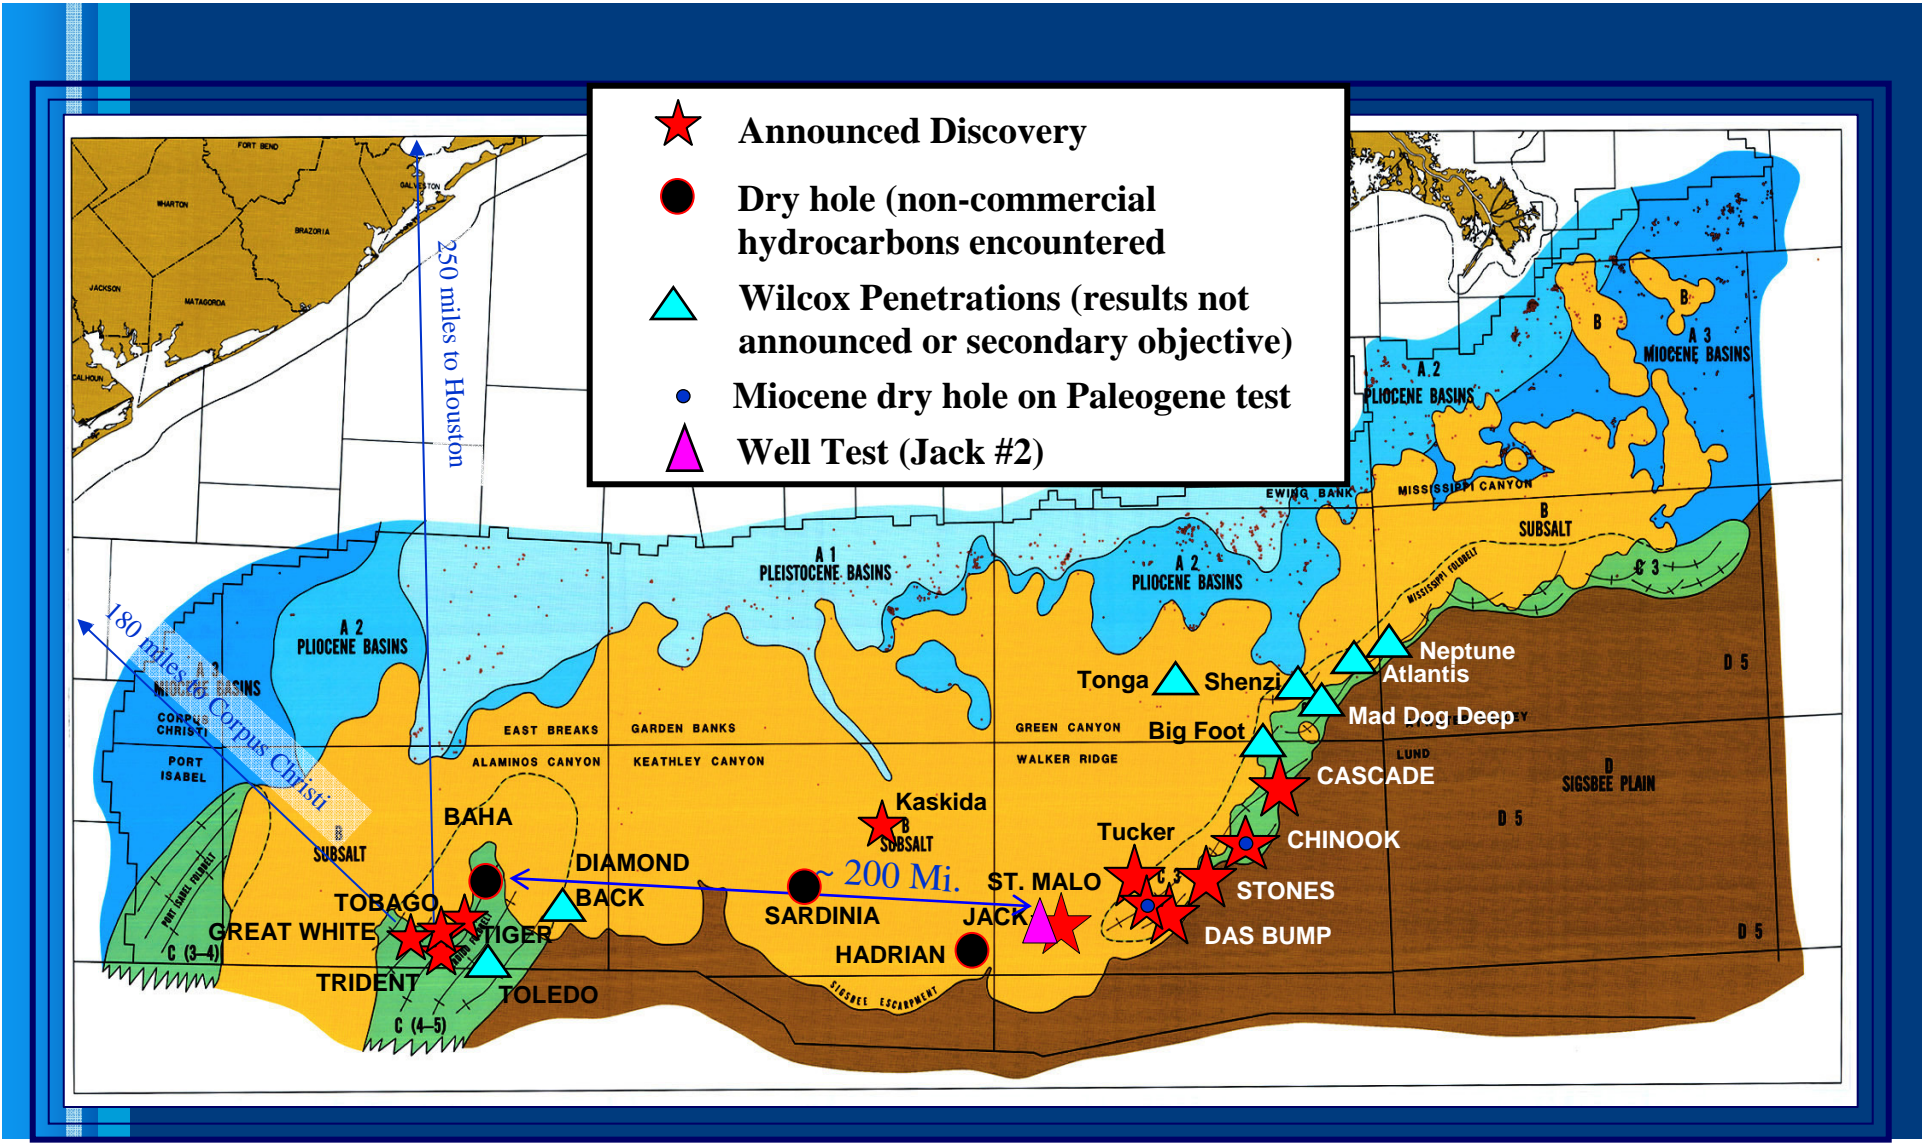 Announced Discovery
Dry hole (non-commercial
hydrocarbons encountered
Wilcox Penetrations (results not
announced or secondary objective)
Miocene dry hole on Paleogene test
Well Test (Jack #2)
FORT BEND
GALVESTON
WHARTON
BRAZORIA
JACKSON
MATAGORDA
CALHOUN
250 miles to Houston
180 miles to Corpus Christi
B
B
A 3
MIOCENE BASINS
A.2
PLIOCENE BASINS
EWING BANK
MISSISSIPPI CANYON
B
SUBSALT
A 1
PLEISTOCENE BASINS
A 2
PLIOCENE BASINS
C 3
MISSISSIPPI FOLDBELT
A 2
PLIOCENE BASINS
Neptune
Atlantis
D 5
Tonga
Shenzi
Mad Dog Deep
Big Foot
CORPUS
CHRISTI
EAST BREAKS
GARDEN BANKS
GREEN CANYON
PORT
ISABEL
ALAMINOS CANYON
KEATHLEY CANYON
WALKER RIDGE
LUND
D
SIGSBEE PLAIN
CASCADE
D 5
BAHA
Kaskida
B
SUBSALT
Tucker
CHINOOK
B
SUBSALT
DIAMOND
BACK
~ 200 Mi.
ST. MALO
C 3
STONES
PORT ISABEL FOLDBELT
TOBAGO
SARDINIA
JACK
GREAT WHITE
TIGER
DAS BUMP
D 5
C (3–4)
HADRIAN
TRIDENT
TOLEDO
SIGSBEE ESCARPMENT
C (4–5)